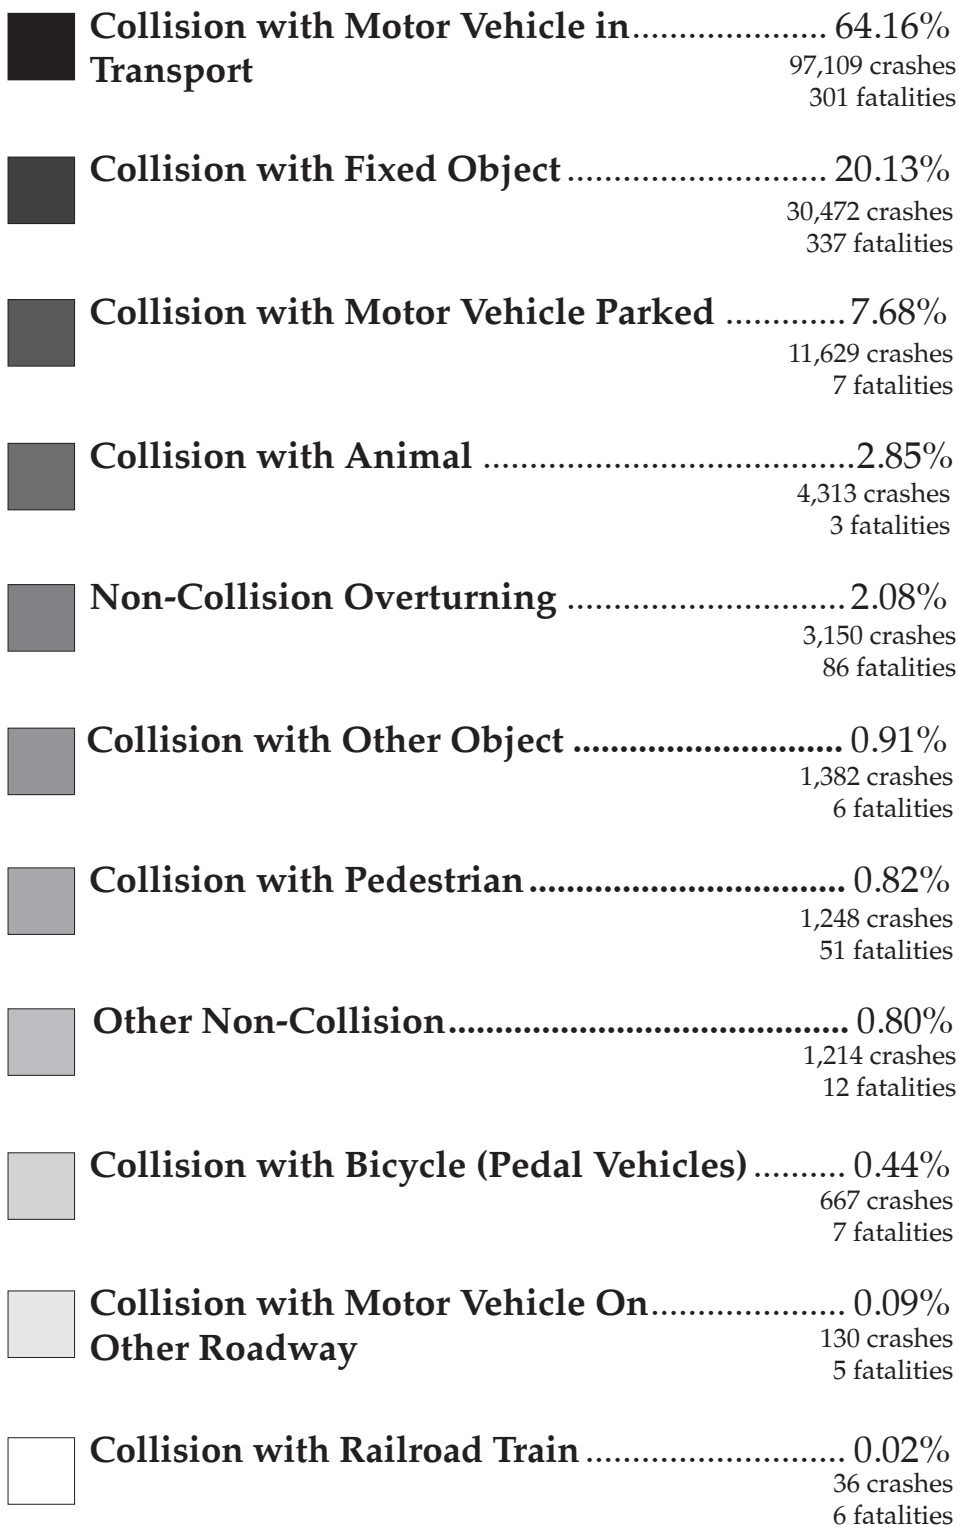 Collision with Motor Vehicle in..................... 64.16%
Transport
97,109 crashes
301 fatalities
Collision with Fixed Object............................ 20.13%
30,472 crashes
337 fatalities
Collision with Motor Vehicle Parked .............7.68%
11,629 crashes
7 fatalities
Collision with Animal ........................................2.85%
4,313 crashes
3 fatalities
Non-Collision Overturning ..............................2.08%
3,150 crashes
86 fatalities
Collision with Other Object ............................. 0.91%
1,382 crashes
6 fatalities
Collision with Pedestrian.................................. 0.82%
1,248 crashes
51 fatalities
Other Non-Collision........................................... 0.80%
1,214 crashes
12 fatalities
Collision with Bicycle (Pedal Vehicles).......... 0.44%
667 crashes
7 fatalities
Collision with Motor Vehicle On..................... 0.09%
Other Roadway
130 crashes
5 fatalities
Collision with Railroad Train............................ 0.02%
36 crashes
6 fatalities